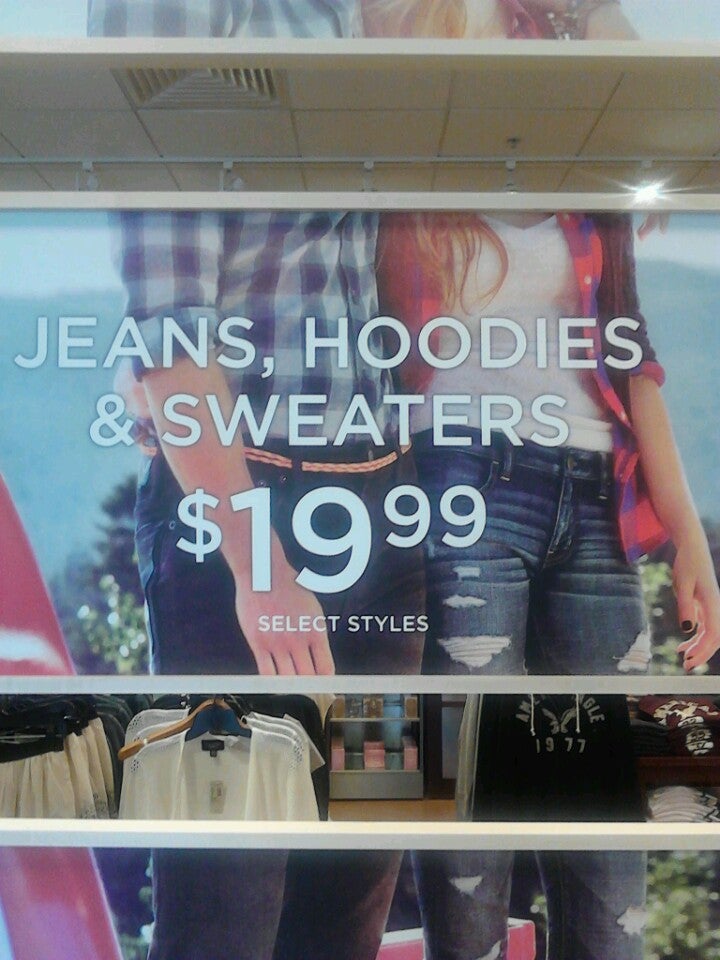 JEANS, HOODIES
& SWEATERS
$19 99
SELECT STYLES
1977